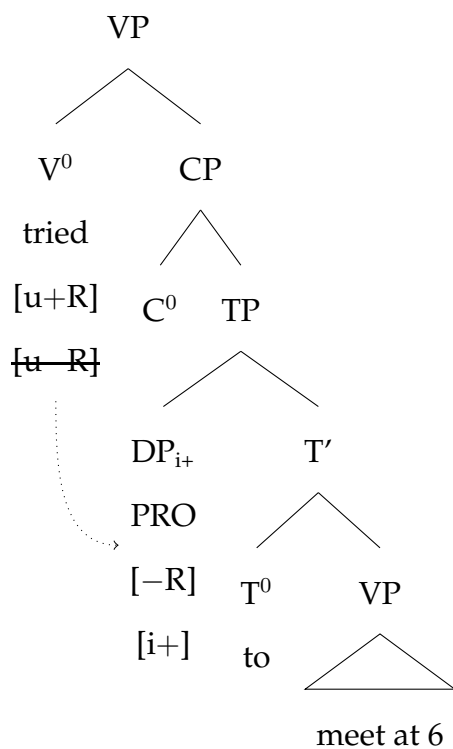 VP
V⁰ CP
tried
[u+R] C⁰ TP
[u−R]
DPᵢ₊ T′
PRO
[−R] T⁰ VP
[i+] to
meet at 6